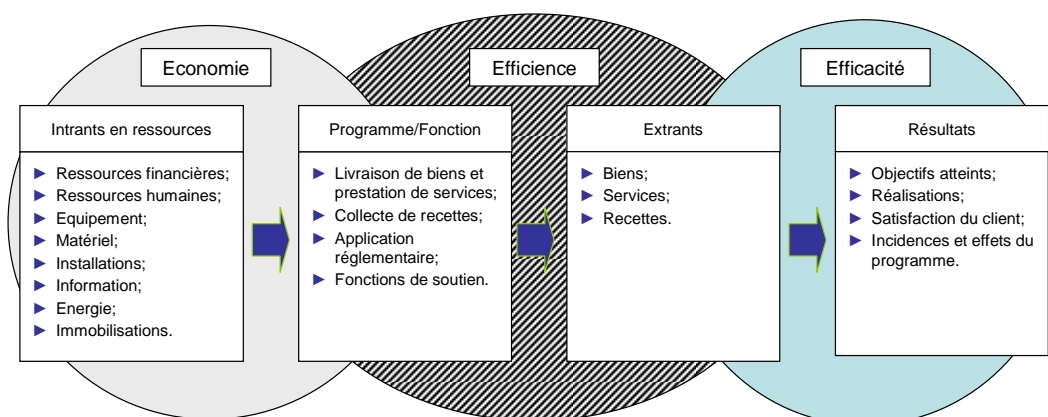 Economie
Efficience
Efficacité
Intrants en ressources
Ressources financières;
Ressources humaines;
Equipement;
Matériel;
Installations;
Information;
Energie;
Immobilisations.
Programme/Fonction
Livraison de biens et
prestation de services;
Collecte de recettes;
Application
réglementaire;
Fonctions de soutien.
Extrants
Biens;
Services;
Recettes.
Résultats
Objectifs atteints;
Réalisations;
Satisfaction du client;
Incidences et effets du
programme.